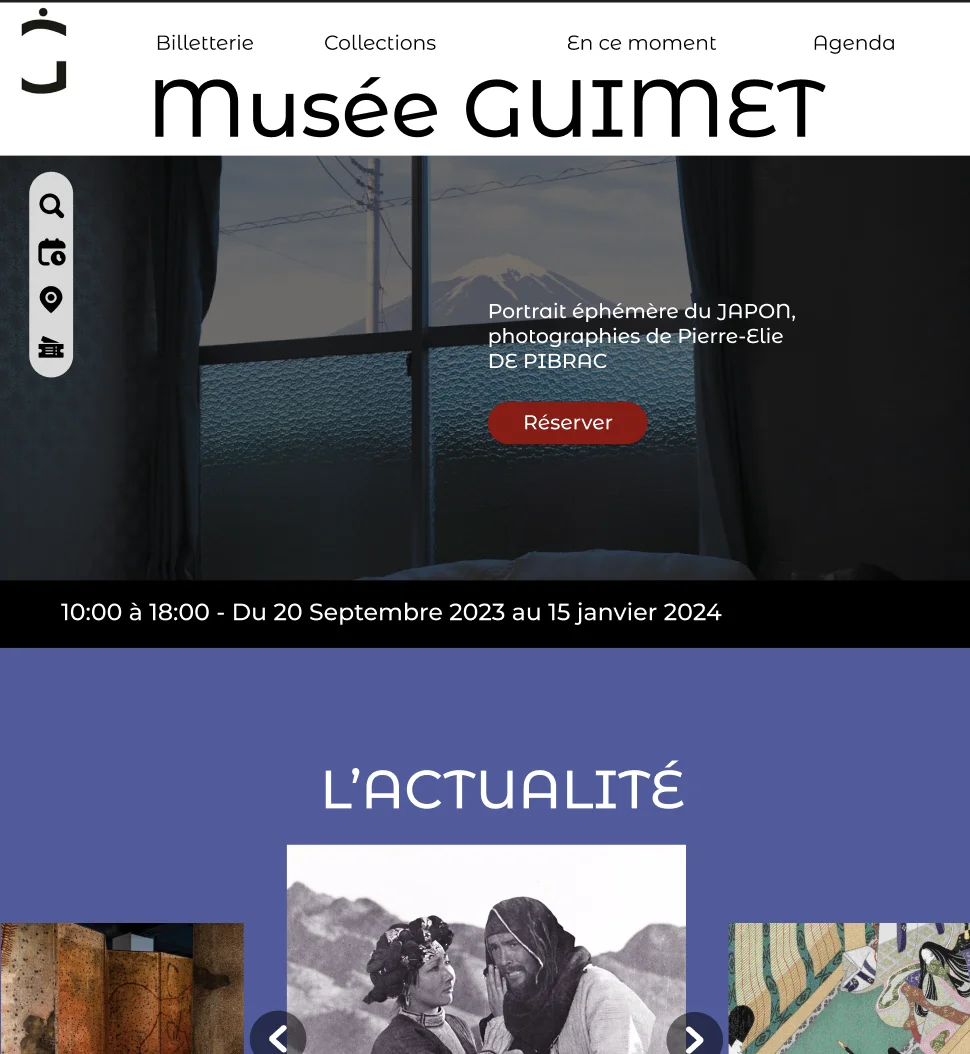 Billetterie
Collections
En ce moment
Agenda
Musée GUIMET
Portrait éphémère du JAPON,
photographies de Pierre-Elie
DE PIBRAC
Réserver
10:00 à 18:00 - Du 20 Septembre 2023 au 15 janvier 2024
L’ACTUALITÉ